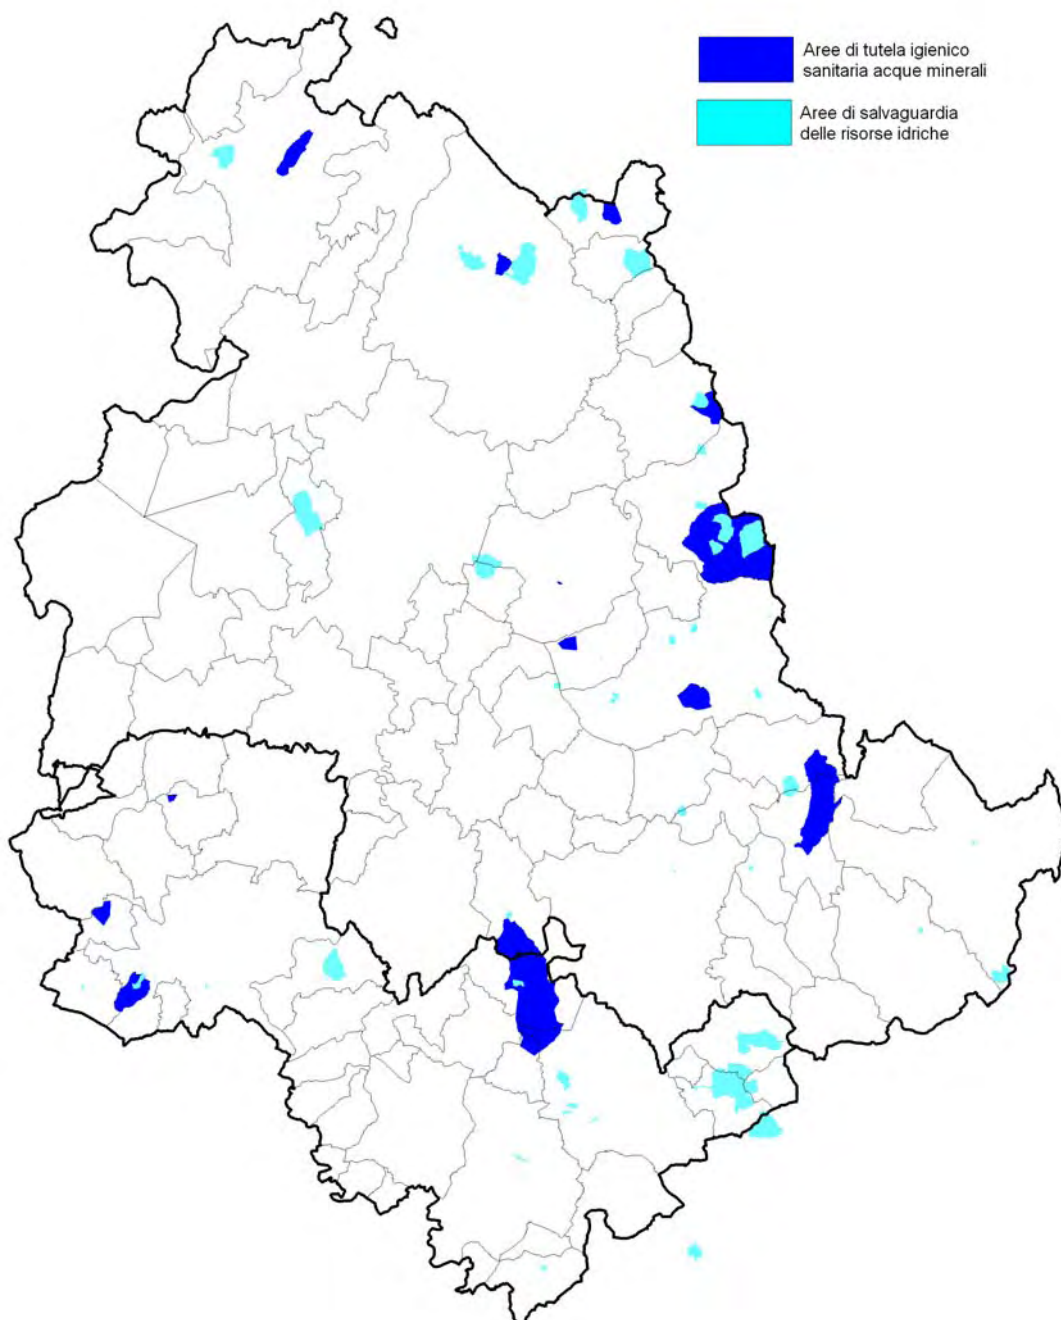 Aree di tutela igienico
sanitaria acque minerali
Aree di salvaguardia
delle risorse idriche